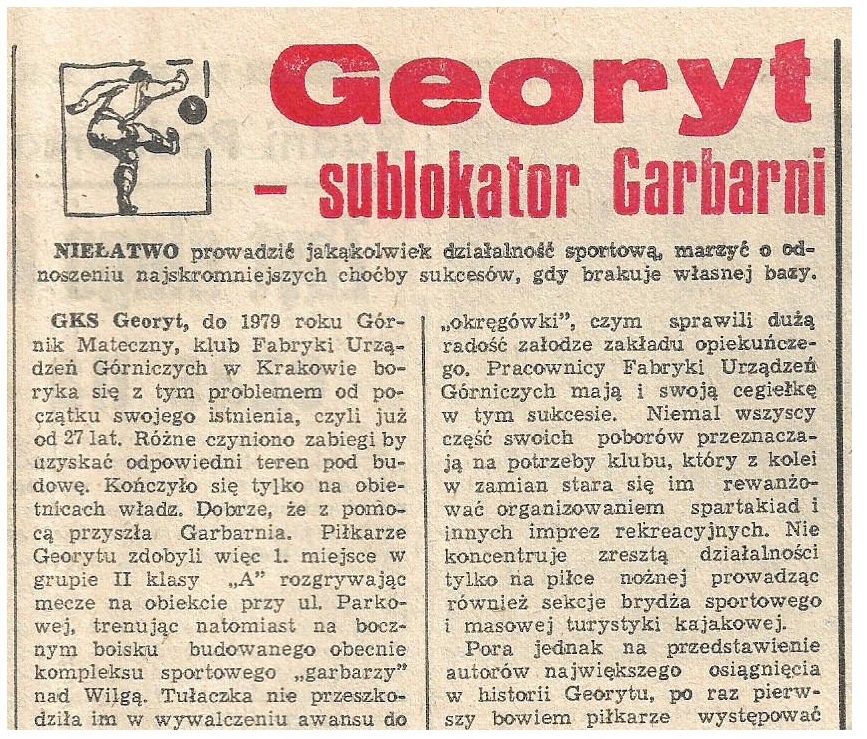 Georyt
– sublokator Garbarni
NIEŁATWO prowadzić jakąkolwiek działalność sportową, marzyć o od-
noszeniu najskromniejszych choćby sukcesów, gdy brakuje własnej bazy.
GKS Georyt, do 1979 roku Gór-
nik Mateczny, klub Fabryki Urzą-
dzeń Górniczych w Krakowie bo-
ryka się z tym problemem od po-
czątku swojego istnienia, czyli już
od 27 lat. Różne czyniono zabiegi by
uzyskać odpowiedni teren pod bu-
dowę. Kończyło się tylko na obie-
tnicach władz. Dobrze, że z pomo-
cą przyszła Garbarnia. Piłkarze
Georytu zdobyli więc 1. miejsce w
grupie II klasy „A” rozgrywając
mecze na obiekcie przy ul. Parko-
wej, trenując natomiast na bocz-
nym boisku budowanego obecnie
kompleksu sportowego „garbarzy”
nad Wilgą. Tułaczka nie przeszko-
dziła im w wywalczeniu awansu do
„okręgówki”, czym sprawili dużą
radość załodze zakładu opiekuńcze-
go. Pracownicy Fabryki Urządzeń
Górniczych mają i swoją cegiełkę
w tym sukcesie. Niemal wszyscy
część swoich poborów przeznacza-
ją na potrzeby klubu, który z kolei
w zamian stara się im rewanżo-
wać organizowaniem spartakiad i
innych imprez rekreacyjnych. Nie
koncentruje zresztą działalności
tylko na piłce nożnej prowadząc
również sekcje brydża sportowego
i masowej turystyki kajakowej.
Pora jednak na przedstawienie
autorów największego osiągnięcia
w historii Georytu, po raz pierw-
szy bowiem piłkarze występować